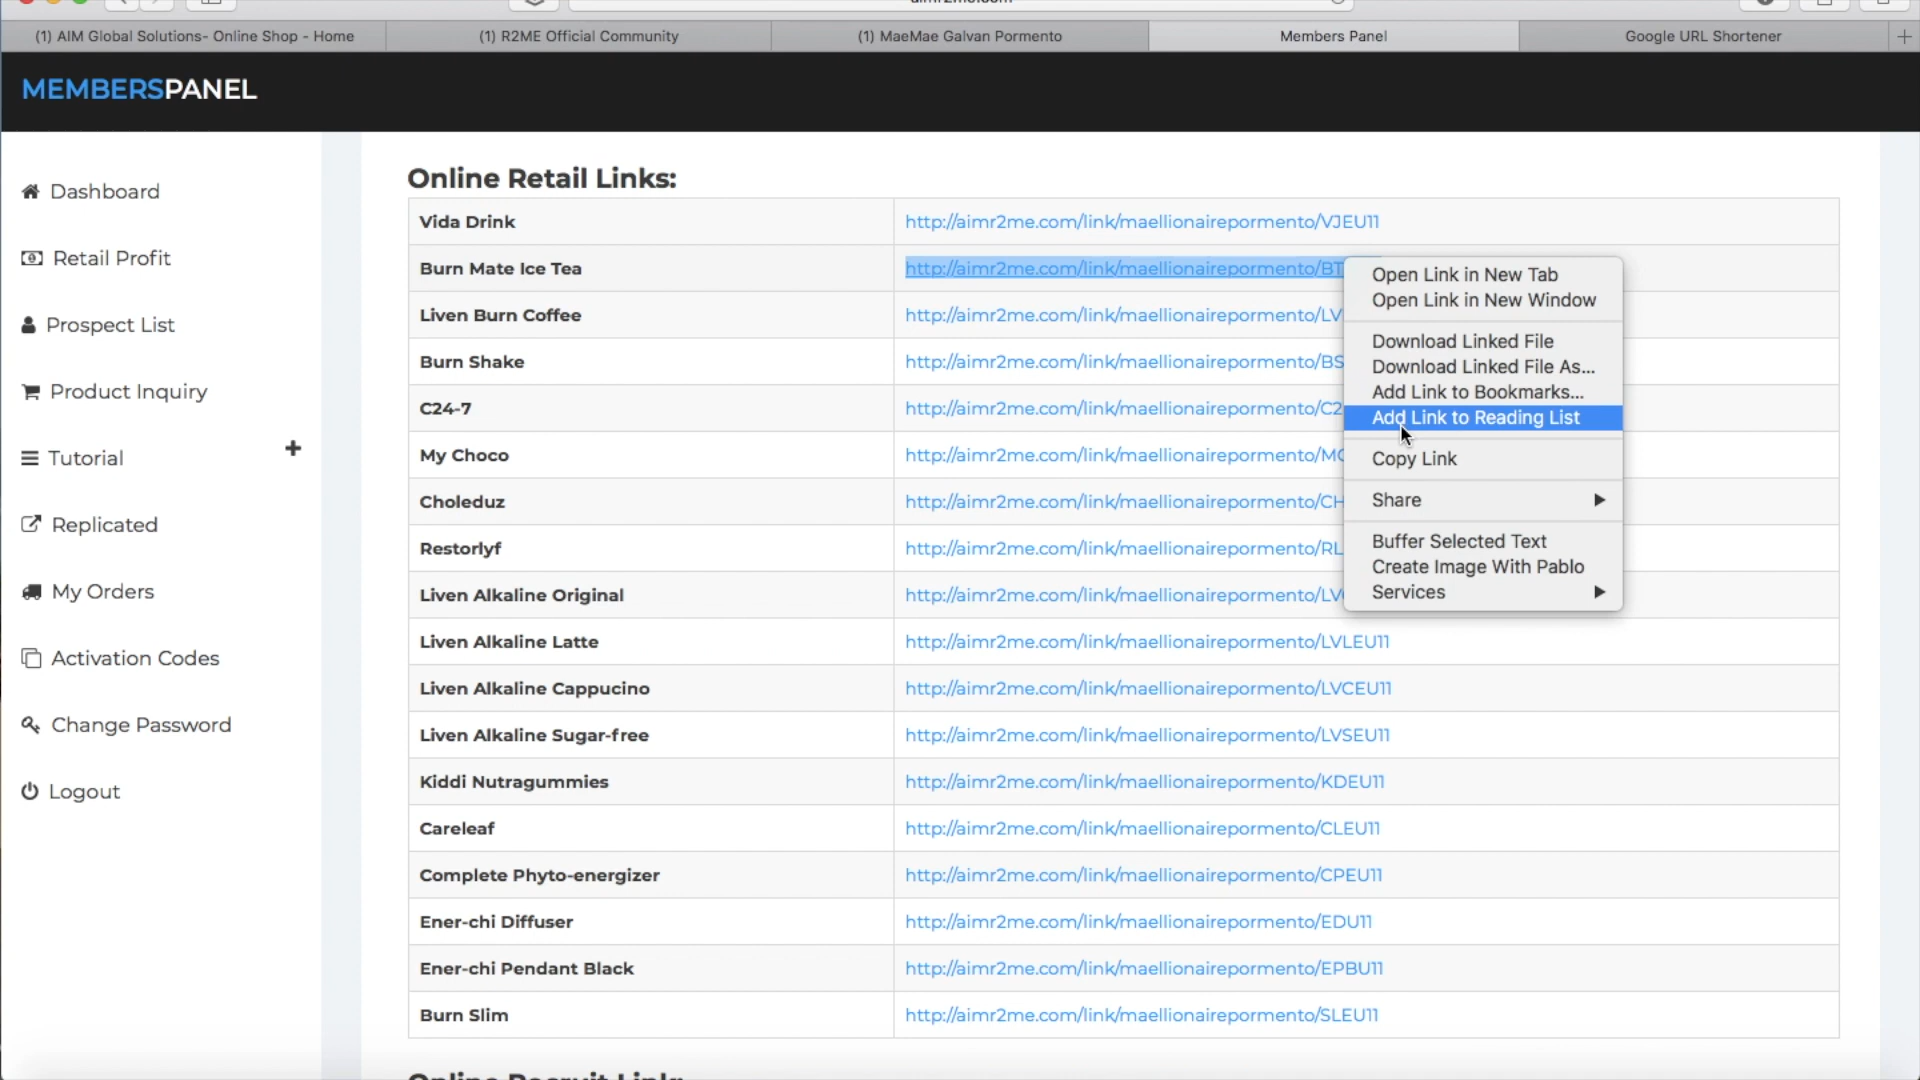 (1) AIM Global Solutions- Online Shop - Home
(1) R2ME Official Community
(1) MaeMae Galvan Pormento
Members Panel
Google URL Shortener
MEMBERSPANEL
Dashboard
Retail Profit
Prospect List
Product Inquiry
Tutorial
Replicated
My Orders
Activation Codes
Change Password
Logout
Online Retail Links:
Vida Drink http://aimr2me.com/link/maellionairepormento/VJEU11
Burn Mate Ice Tea http://aimr2me.com/link/maellionairepormento/BT
Liven Burn Coffee http://aimr2me.com/link/maellionairepormento/LV
Burn Shake http://aimr2me.com/link/maellionairepormento/BS
C24-7 http://aimr2me.com/link/maellionairepormento/C2
My Choco http://aimr2me.com/link/maellionairepormento/MC
Choleduz http://aimr2me.com/link/maellionairepormento/CH
Restorlyf http://aimr2me.com/link/maellionairepormento/RL
Liven Alkaline Original http://aimr2me.com/link/maellionairepormento/LV
Liven Alkaline Latte http://aimr2me.com/link/maellionairepormento/LVLEU11
Liven Alkaline Cappucino http://aimr2me.com/link/maellionairepormento/LVCEU11
Liven Alkaline Sugar-free http://aimr2me.com/link/maellionairepormento/LVSEU11
Kiddi Nutragummies http://aimr2me.com/link/maellionairepormento/KDEU11
Careleaf http://aimr2me.com/link/maellionairepormento/CLEU11
Complete Phyto-energizer http://aimr2me.com/link/maellionairepormento/CPEU11
Ener-chi Diffuser http://aimr2me.com/link/maellionairepormento/EDU11
Ener-chi Pendant Black http://aimr2me.com/link/maellionairepormento/EPBU11
Burn Slim http://aimr2me.com/link/maellionairepormento/SLEU11
Open Link in New Tab
Open Link in New Window
Download Linked File
Download Linked File As...
Add Link to Bookmarks...
Add Link to Reading List
Copy Link
Share
Buffer Selected Text
Create Image With Pablo
Services